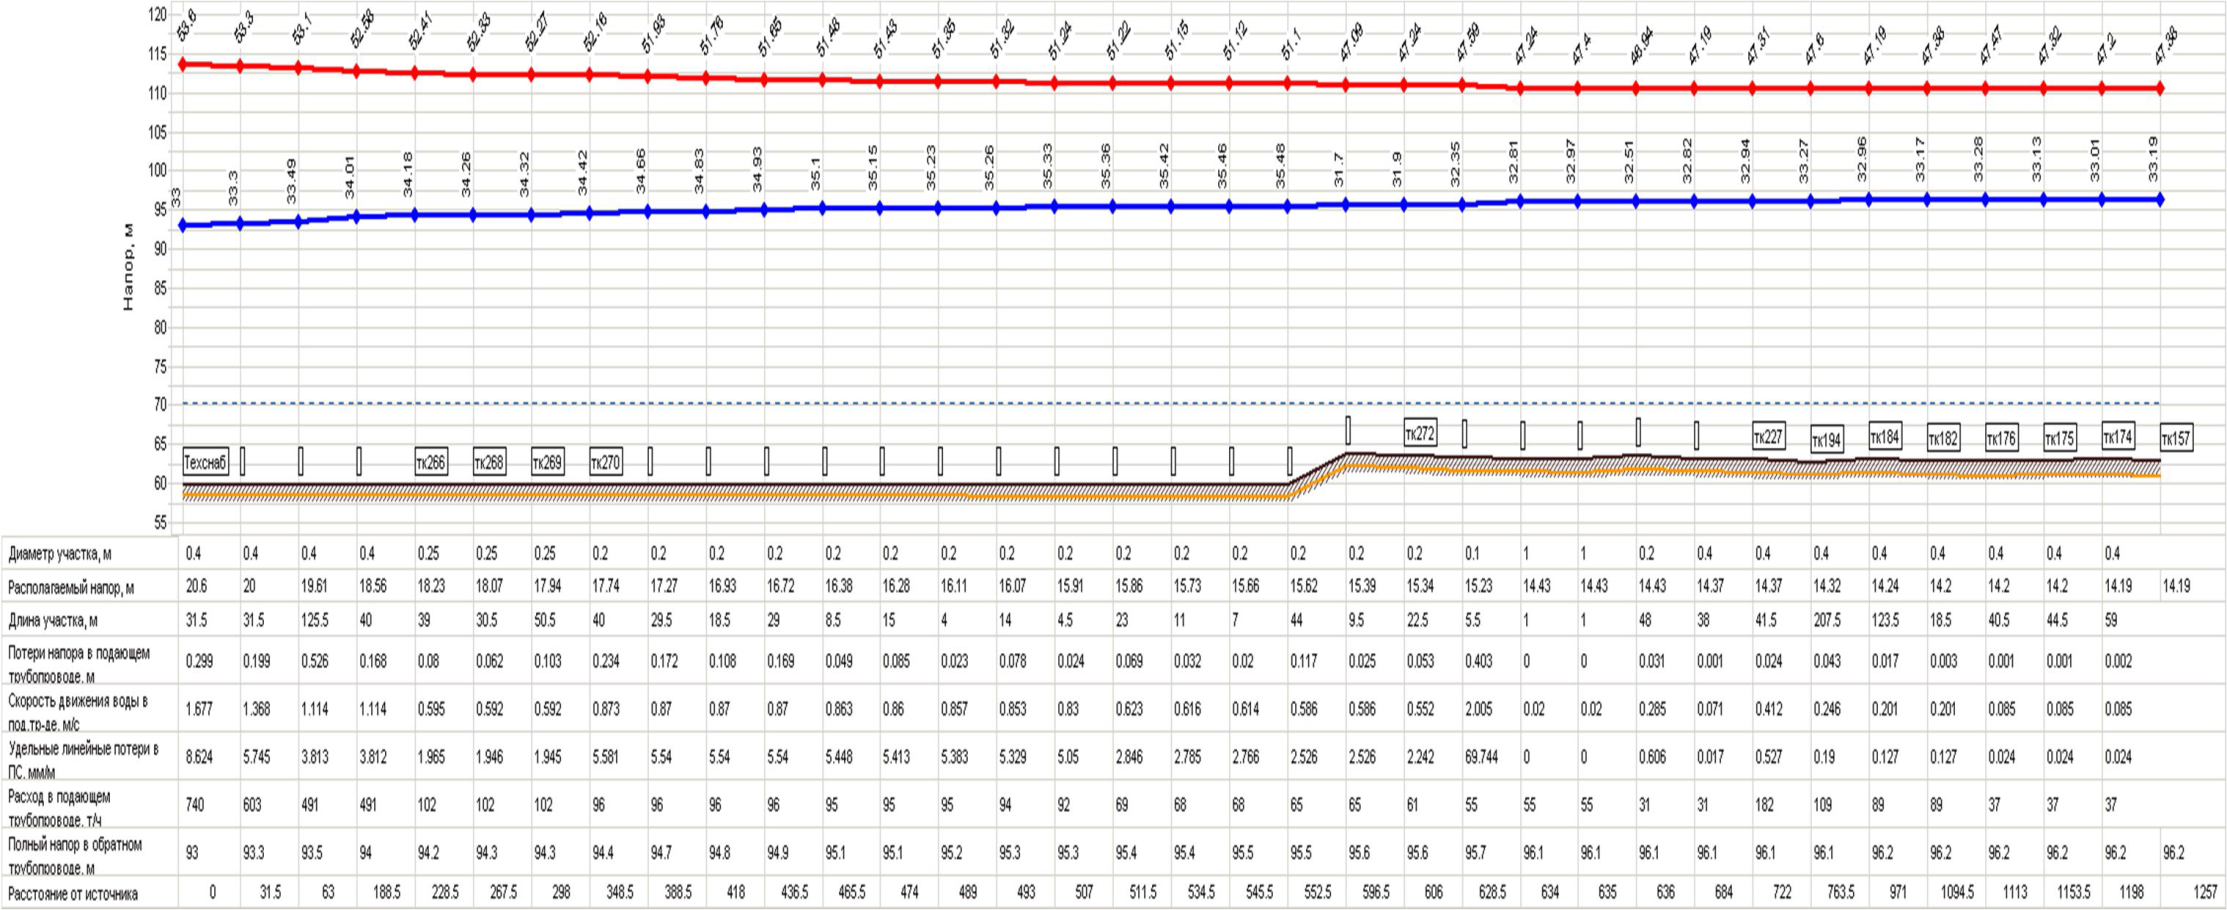 53.6 53.3 53.1 52.58 52.41 52.33 52.27 52.16 51.93 51.76 51.65 51.48 51.43 51.35 51.32 51.24 51.22 51.15 51.12 51.1 47.09 47.24 47.59 47.24 47.4 46.94 47.19 47.31 47.6 47.19 47.38 47.47 47.32 47.2 47.38
120
115
110
105
100
33 33.3 33.49 34.01 34.18 34.26 34.32 34.42 34.66 34.83 34.93 35.1 35.15 35.23 35.26 35.33 35.36 35.42 35.46 35.48 31.7 31.9 32.35 32.81 32.97 32.51 32.82 32.94 33.27 32.96 33.17 33.28 33.13 33.01 33.19
95
90
85
80
75
70
65
60
55
Напор, м
Техснаб тк266 тк268 тк269 тк270 тк272 тк227 тк194 тк184 тк182 тк176 тк175 тк174 тк157
Диаметр участка, м 0.4 0.4 0.4 0.4 0.25 0.25 0.25 0.2 0.2 0.2 0.2 0.2 0.2 0.2 0.2 0.2 0.2 0.2 0.2 0.2 0.2 0.2 0.1 1 1 0.2 0.4 0.4 0.4 0.4 0.4 0.4 0.4 0.4
Располагаемый напор, м 20.6 20 19.61 18.56 18.23 18.07 17.94 17.74 17.27 16.93 16.72 16.38 16.28 16.11 16.07 15.91 15.86 15.73 15.66 15.62 15.39 15.34 15.23 14.43 14.43 14.43 14.37 14.37 14.32 14.24 14.2 14.2 14.2 14.19 14.19
Длина участка, м 31.5 31.5 125.5 40 39 30.5 50.5 40 29.5 18.5 29 8.5 15 4 14 4.5 23 11 7 44 9.5 22.5 5.5 1 1 48 38 41.5 207.5 123.5 18.5 40.5 44.5 59
Потери напора в подающем
трубопроводе, м 0.299 0.199 0.526 0.168 0.08 0.062 0.103 0.234 0.172 0.108 0.169 0.049 0.085 0.023 0.078 0.024 0.069 0.032 0.02 0.117 0.025 0.053 0.403 0 0 0.031 0.001 0.024 0.043 0.017 0.003 0.001 0.001 0.002
Скорость движения воды в
под.тр-де, м/с 1.677 1.368 1.114 1.114 0.595 0.592 0.592 0.873 0.87 0.87 0.87 0.863 0.86 0.857 0.853 0.83 0.623 0.616 0.614 0.586 0.586 0.552 2.005 0.02 0.02 0.285 0.071 0.412 0.246 0.201 0.201 0.085 0.085 0.085
Удельные линейные потери в
ПС, мм/м 8.624 5.745 3.813 3.812 1.965 1.946 1.945 5.581 5.54 5.54 5.54 5.448 5.413 5.383 5.329 5.05 2.846 2.785 2.766 2.526 2.526 2.242 69.744 0 0 0.606 0.017 0.527 0.19 0.127 0.127 0.024 0.024 0.024
Расход в подающем
трубопроводе, т/ч 740 603 491 491 102 102 102 96 96 96 96 95 95 95 94 92 69 68 68 65 65 61 55 55 55 31 31 182 109 89 89 37 37 37
Полный напор в обратном
трубопроводе, м 93 93.3 93.5 94 94.2 94.3 94.3 94.4 94.7 94.8 94.9 95.1 95.1 95.2 95.3 95.3 95.4 95.4 95.5 95.5 95.6 95.6 95.7 96.1 96.1 96.1 96.1 96.1 96.1 96.2 96.2 96.2 96.2 96.2 96.2
Расстояние от источника 0 31.5 63 188.5 228.5 267.5 298 348.5 388.5 418 436.5 465.5 474 489 493 507 511.5 534.5 545.5 552.5 596.5 606 628.5 634 635 636 684 722 763.5 971 1094.5 1113 1153.5 1198 1257